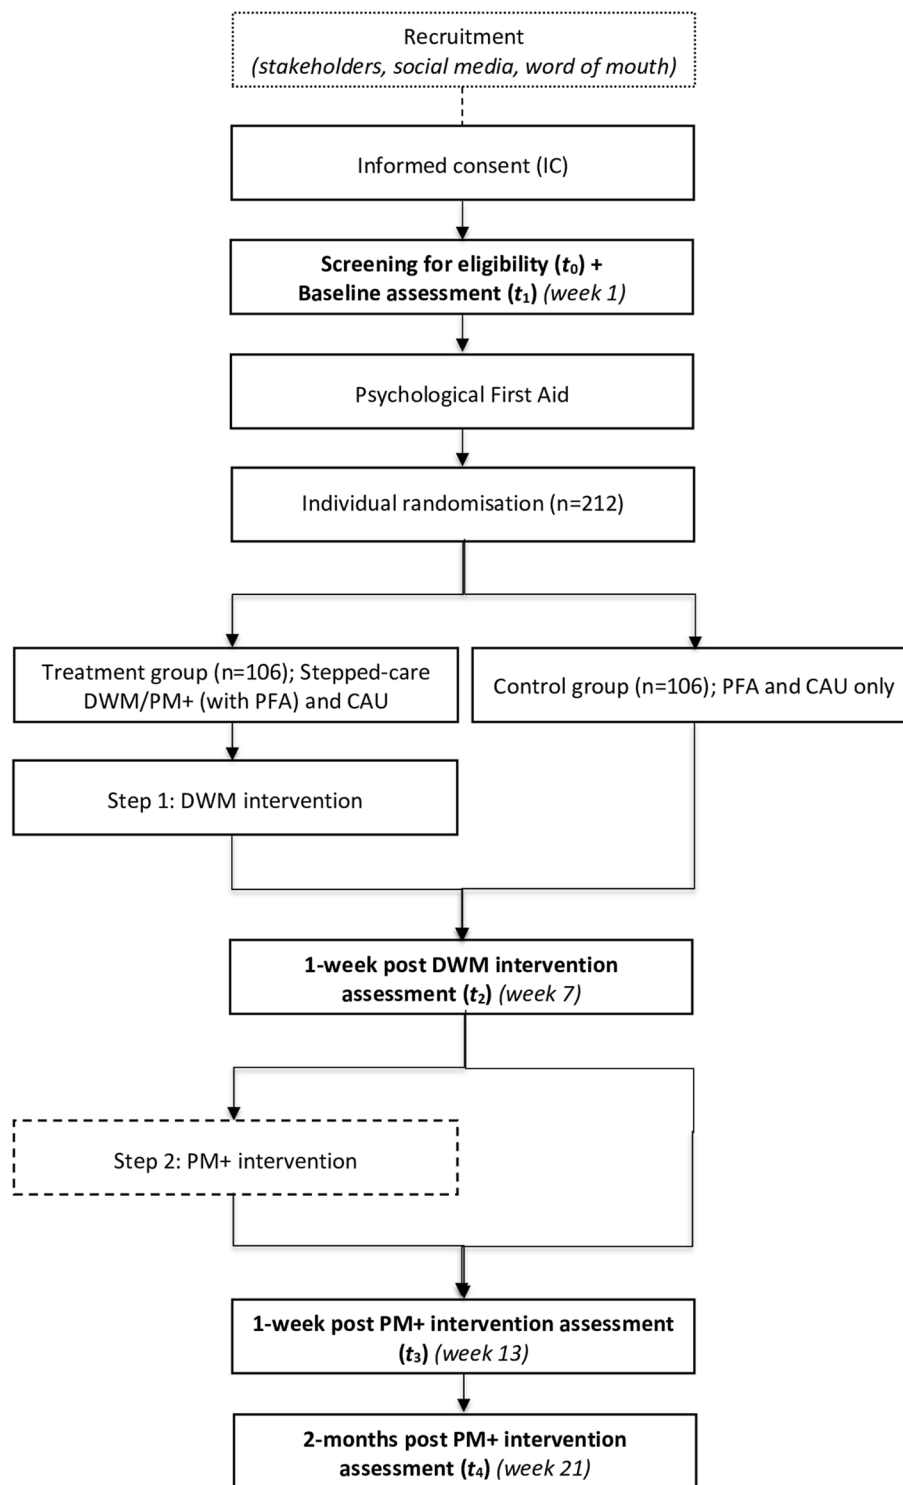 Recruitment
(stakeholders, social media, word of mouth)
Informed consent (IC)
Screening for eligibility (t₀) +
Baseline assessment (t₁) (week 1)
Psychological First Aid
Individual randomisation (n=212)
Treatment group (n=106); Stepped-care
DWM/PM+ (with PFA) and CAU
Control group (n=106); PFA and CAU only
Step 1: DWM intervention
1-week post DWM intervention
assessment (t₂) (week 7)
Step 2: PM+ intervention
1-week post PM+ intervention assessment
(t₃) (week 13)
2-months post PM+ intervention
assessment (t₄) (week 21)